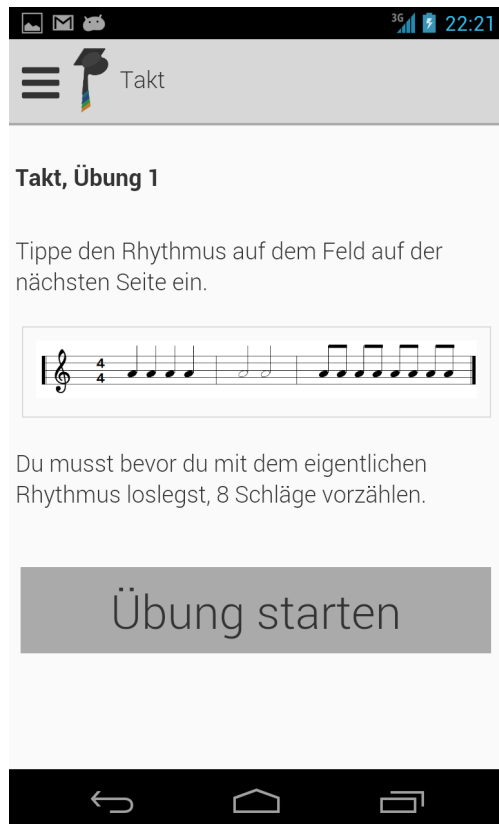 3G 22:21
Takt
Takt, Übung 1
Tippe den Rhythmus auf dem Feld auf der
nächsten Seite ein.
4
4
Du musst bevor du mit dem eigentlichen
Rhythmus loslegst, 8 Schläge vorzählen.
Übung starten